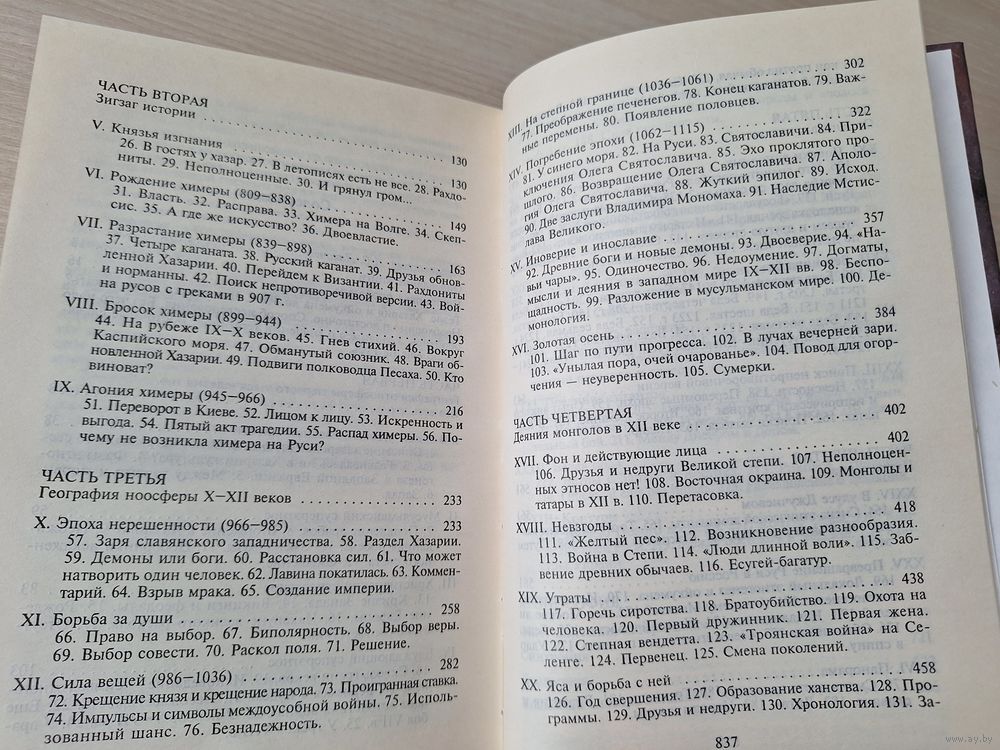 ЧАСТЬ ВТОРАЯ
Зигзаг истории . . . 130
V. Князья изгнания . . . 130
26. В гостях у хазар. 27. В летописях есть не все. 28. Рахдо-
ниты. 29. Неполноценные. 30. И грянул гром...
VI. Рождение химеры (809–838) . . . 149
31. Власть. 32. Расправа. 33. Химера на Волге. 34. Скеп-
сис. 35. А где же искусство? 36. Двоевластие.
VII. Разрастание химеры (839–898) . . . 163
37. Четыре каганата. 38. Русский каганат. 39. Друзья обнов-
ленной Хазарии. 40. Перейдем к Византии. 41. Рахдониты
и норманны. 42. Поиск непротиворечивой версии. 43. Вой-
на русов с греками в 907 г.
VIII. Бросок химеры (899–944) . . . 193
44. На рубеже IX–X веков. 45. Гнев стихий. 46. Вокруг
Каспийского моря. 47. Обманутый союзник. 48. Враги об-
новленной Хазарии. 49. Подвиги полководца Песаха. 50. Кто
виноват?
IX. Агония химеры (945–966) . . . 216
51. Переворот в Киеве. 52. Лицом к лицу. 53. Искренность и
выгода. 54. Пятый акт трагедии. 55. Распад химеры. 56. По-
чему не возникла химера на Руси?
ЧАСТЬ ТРЕТЬЯ
География ноосферы X–XII веков . . . 233
X. Эпоха нерешенности (966–985) . . . 233
57. Заря славянского западничества. 58. Раздел Хазарии.
59. Демоны или боги. 60. Расстановка сил. 61. Что может
натворить один человек. 62. Лавина покатилась. 63. Коммен-
тарий. 64. Взрыв мрака. 65. Создание империи.
XI. Борьба за души . . . 258
66. Право на выбор. 67. Биполярность. 68. Выбор веры.
69. Выбор совести. 70. Раскол поля. 71. Решение.
XII. Сила вещей (986–1036) . . . 282
72. Крещение князя и крещение народа. 73. Проигранная ставка.
74. Импульсы и символы междоусобной войны. 75. Исполь-
зованный шанс. 76. Безнадежность.
XIII. На степной границе (1036–1061) . . . 302
77. Преображение печенегов. 78. Конец каганатов. 79. Важ-
ные перемены. 80. Появление половцев.
XIV. Погребение эпохи (1062–1115) . . . 322
81. У синего моря. 82. На Руси. 83. Святославичи. 84. При-
ключения Олега Святославича. 85. Эхо проклятого про-
шлого. 86. Возвращение Олега Святославича. 87. Аполо-
гия Олега Святославича. 88. Жуткий эпилог. 89. Исход.
90. Две заслуги Владимира Мономаха. 91. Наследие Мстис-
лава Великого.
XV. Иноверие и инославие . . . 357
92. Древние боги и новые демоны. 93. Двоеверие. 94. «На-
вьи чары». 95. Одиночество. 96. Недоумение. 97. Догматы,
мысли и деяния в западном мире IX–XII вв. 98. Беспо-
щадность. 99. Разложение в мусульманском мире. 100. Де-
монология.
XVI. Золотая осень . . . 384
101. Шаг по пути прогресса. 102. В лучах вечерней зари.
103. «Унылая пора, очей очарованье». 104. Повод для огор-
чения — неуверенность. 105. Сумерки.
ЧАСТЬ ЧЕТВЕРТАЯ
Деяния монголов в XII веке . . . 402
XVII. Фон и действующие лица . . . 402
106. Друзья и недруги Великой степи. 107. Неполноцен-
ных этносов нет! 108. Восточная окраина. 109. Монголы и
татары в XII в. 110. Перетасовка.
XVIII. Невзгоды . . . 418
111. «Желтый пес». 112. Возникновение разнообразия.
113. Война в Степи. 114. «Люди длинной воли». 115. Заб-
вение древних обычаев. 116. Есугей-багатур.
XIX. Утраты . . . 438
117. Горечь сиротства. 118. Братоубийство. 119. Охота на
человека. 120. Первый дружинник. 121. Первая жена.
122. Степная вендетта. 123. «Троянская война» на Се-
ленге. 124. Первенец. 125. Смена поколений.
XX. Яса и борьба с ней . . . 458
126. Год свершения. 127. Образование ханства. 128. Про-
граммы. 129. Друзья и недруги. 130. Хронология. 131. За-
837
www.ay.by